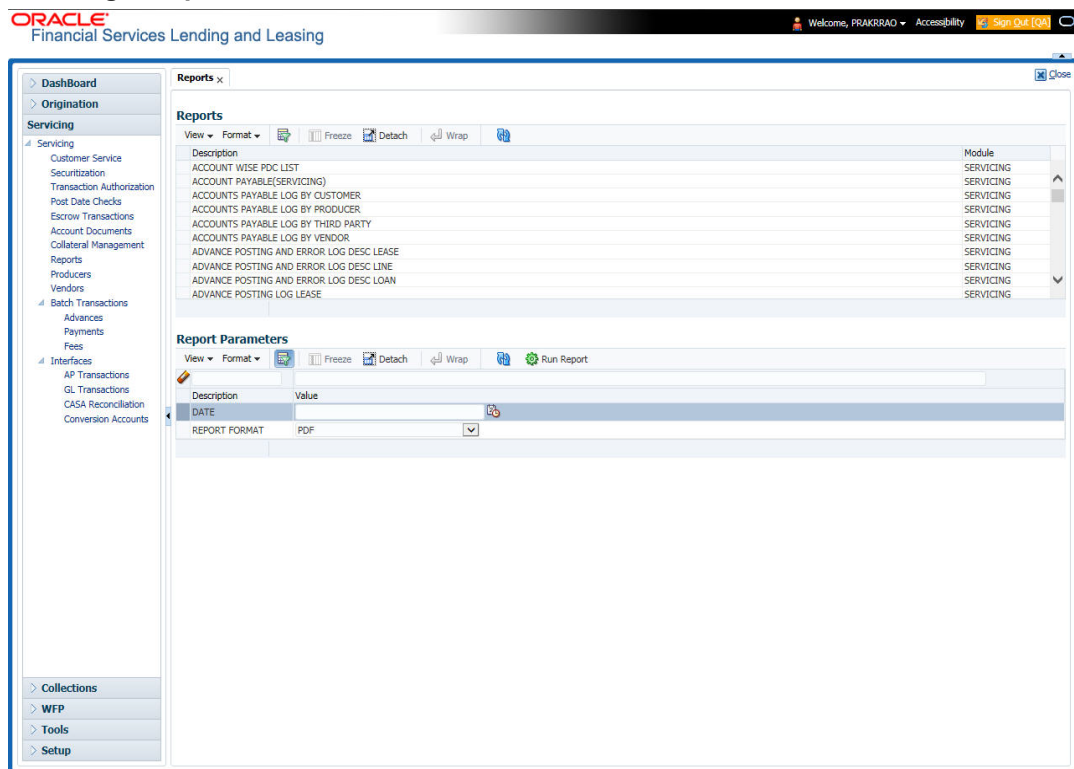 ORACLE
Financial Services Lending and Leasing
Welcome, PRAKRRAO Accessibility Sign Out [QA]
Close
DashBoard
Origination
Servicing
Servicing
Customer Service
Securitization
Transaction Authorization
Post Date Checks
Escrow Transactions
Account Documents
Collateral Management
Reports
Producers
Vendors
Batch Transactions
Advances
Payments
Fees
Interfaces
AP Transactions
GL Transactions
CASA Reconciliation
Conversion Accounts
Collections
WFP
Tools
Setup
Reports x
Reports
View Format Freeze Detach Wrap
Description Module
ACCOUNT WISE PDC LIST SERVICING
ACCOUNT PAYABLE(SERVICING) SERVICING
ACCOUNTS PAYABLE LOG BY CUSTOMER SERVICING
ACCOUNTS PAYABLE LOG BY PRODUCER SERVICING
ACCOUNTS PAYABLE LOG BY THIRD PARTY SERVICING
ACCOUNTS PAYABLE LOG BY VENDOR SERVICING
ADVANCE POSTING AND ERROR LOG DESC LEASE SERVICING
ADVANCE POSTING AND ERROR LOG DESC LINE SERVICING
ADVANCE POSTING AND ERROR LOG DESC LOAN SERVICING
ADVANCE POSTING LOG LEASE SERVICING
Report Parameters
View Format Freeze Detach Wrap Run Report
Description Value
DATE
REPORT FORMAT PDF